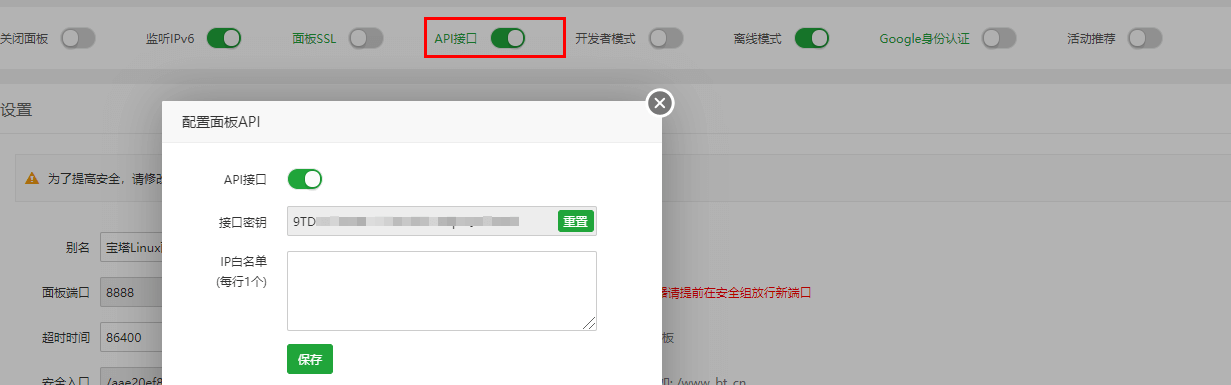 关闭面板 监听IPv6 面板SSL API接口 开发者模式 离线模式 Google身份认证 活动推荐
设置
配置面板API
为了提高安全，请修改
API接口
接口密钥 9TD 重置
别名 宝塔Linux
IP白名单
(每行1个)
面板端口 8888 请提前在安全组放行新端口
超时时间 86400 板
保存
安全入口 /aae20ef8 如: /www_bt_cn